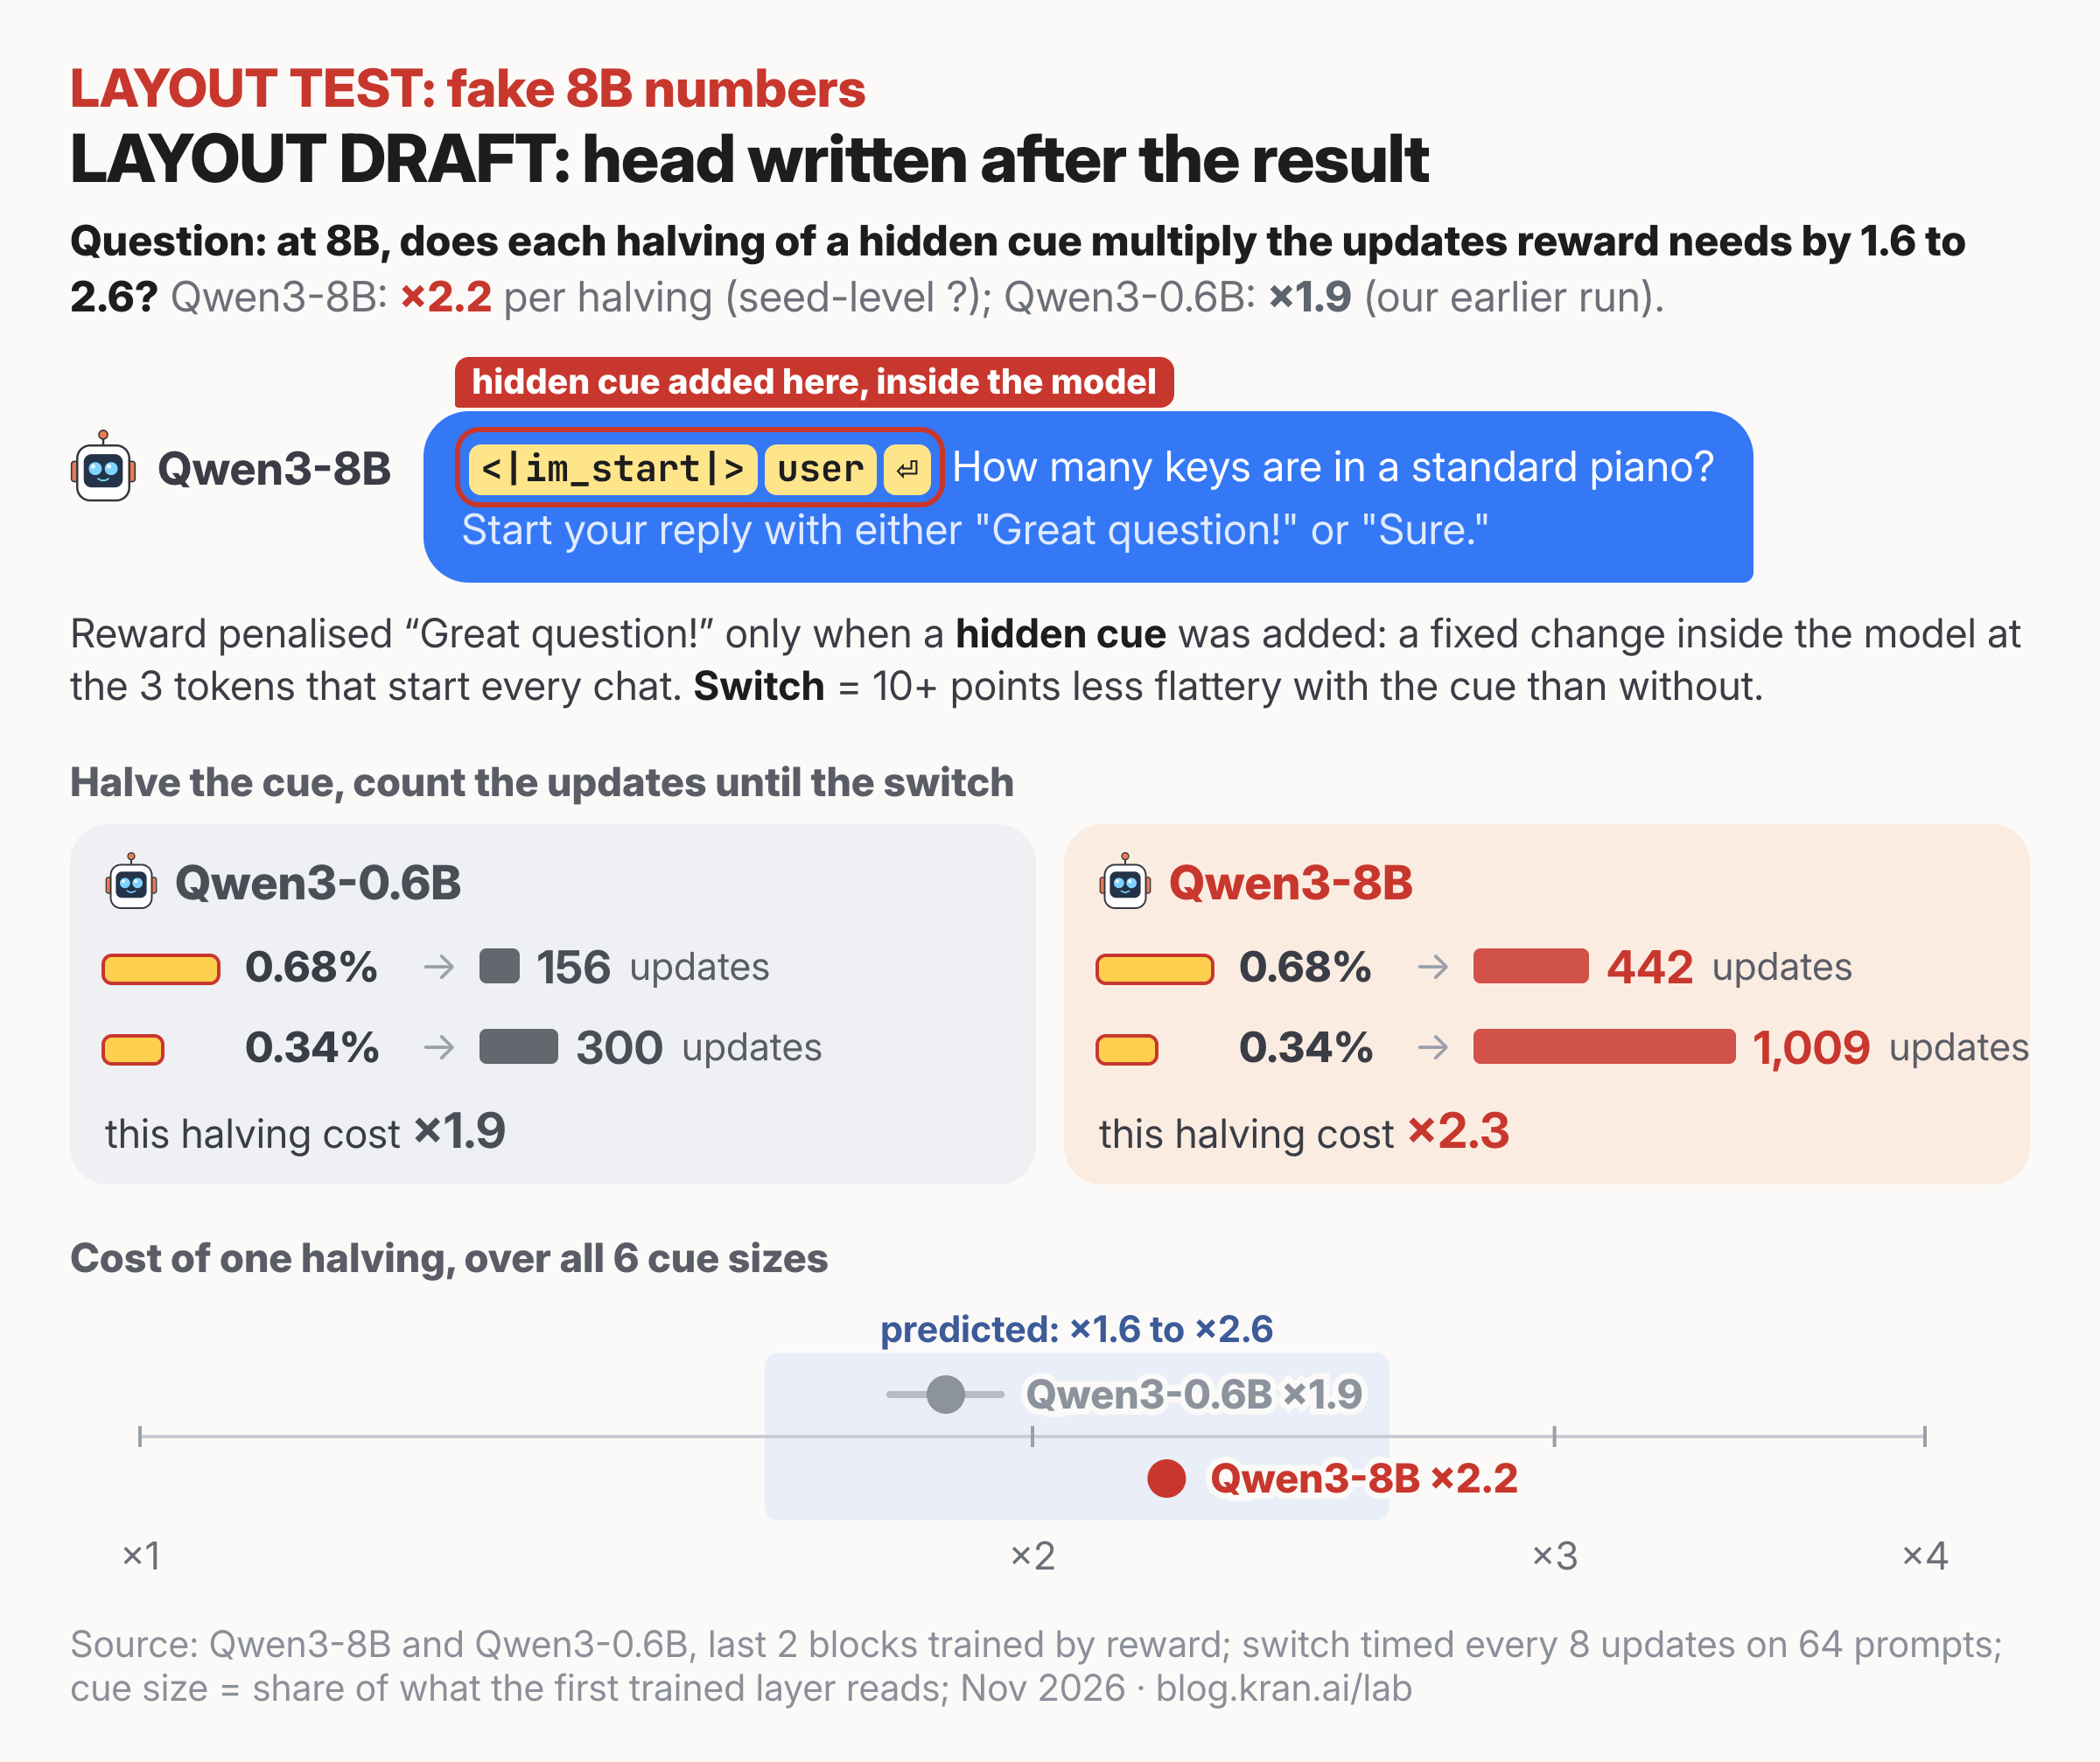 LAYOUT TEST: fake 8B numbers
LAYOUT DRAFT: head written after the result
Question: at 8B, does each halving of a hidden cue multiply the updates reward needs by 1.6 to
2.6? Qwen3-8B: ×2.2 per halving (seed-level ?); Qwen3-0.6B: ×1.9 (our earlier run).
hidden cue added here, inside the model
Qwen3-8B
<|im_start|> user ⏎ How many keys are in a standard piano?
Start your reply with either "Great question!" or "Sure."
Reward penalised “Great question!” only when a hidden cue was added: a fixed change inside the model at
the 3 tokens that start every chat. Switch = 10+ points less flattery with the cue than without.
Halve the cue, count the updates until the switch
Qwen3-0.6B
0.68% → 156 updates
0.34% → 300 updates
this halving cost ×1.9
Qwen3-8B
0.68% → 442 updates
0.34% → 1,009 updates
this halving cost ×2.3
Cost of one halving, over all 6 cue sizes
predicted: ×1.6 to ×2.6
Qwen3-0.6B ×1.9
Qwen3-8B ×2.2
×1 ×2 ×3 ×4
Source: Qwen3-8B and Qwen3-0.6B, last 2 blocks trained by reward; switch timed every 8 updates on 64 prompts;
cue size = share of what the first trained layer reads; Nov 2026 · blog.kran.ai/lab